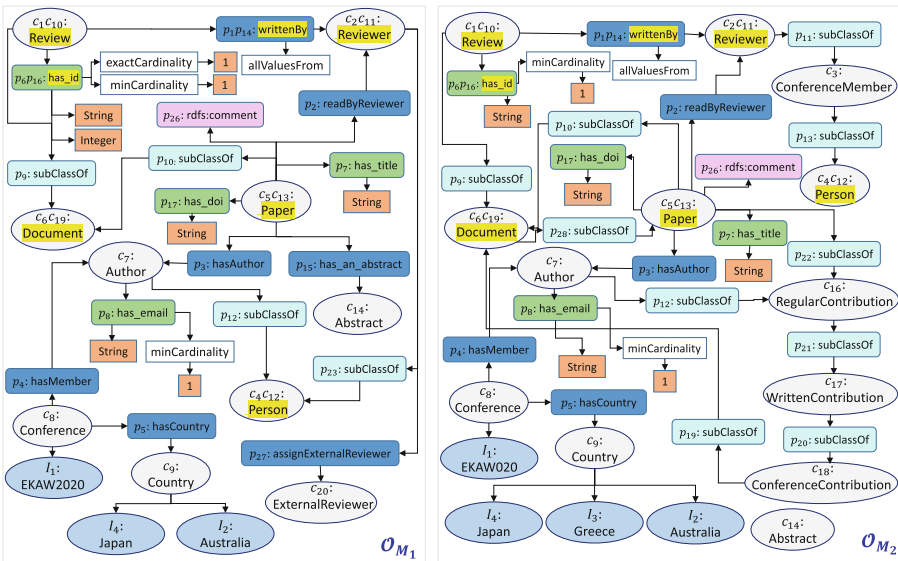 c1c10:
Review
p1p14: writtenBy
c2c11:
Reviewer
exactCardinality
1
allValuesFrom
p6p16: has_id
minCardinality
1
String
p2: readByReviewer
p26: rdfs:comment
Integer
p10: subClassOf
p7: has_title
p9: subClassOf
p17: has_doi
c5c13:
Paper
String
c6c19:
Document
String
c7:
Author
p3: hasAuthor
p15: has_an_abstract
p8: has_email
p12: subClassOf
c14:
Abstract
String
minCardinality
p23: subClassOf
p4: hasMember
1
c4c12:
Person
c8:
Conference
p5: hasCountry
p27: assignExternalReviewer
I1:
EKAW2020
c9:
Country
c20:
ExternalReviewer
I4:
Japan
I2:
Australia
OM1
c1c10:
Review
p1p14: writtenBy
c2c11:
Reviewer
p11: subClassOf
minCardinality
allValuesFrom
c3:
ConferenceMember
p6p16: has_id
1
String
p2: readByReviewer
p10: subClassOf
p13: subClassOf
p17: has_doi
p26: rdfs:comment
p9: subClassOf
String
c4c12:
Person
c5c13:
Paper
c6c19:
Document
p28: subClassOf
p7: has_title
p22: subClassOf
c7:
Author
p3: hasAuthor
String
c16:
RegularContribution
p12: subClassOf
p8: has_email
p4: hasMember
String
minCardinality
p21: subClassOf
1
c17:
WrittenContribution
c8:
Conference
p5: hasCountry
p19: subClassOf
p20: subClassOf
I1:
EKAW020
c9:
Country
c18:
ConferenceContribution
I4:
Japan
I3:
Greece
I2:
Australia
c14:
Abstract
OM2